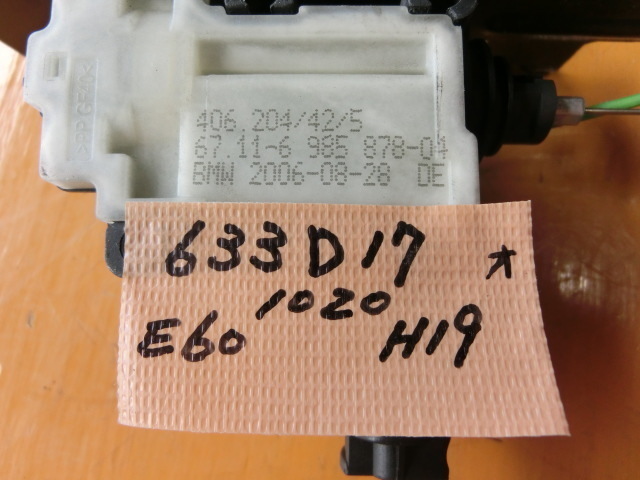 406.204/42/5
67.11-6 985 878-04
BMW 2006-08-28 DE
633D17
1020
E60 H19